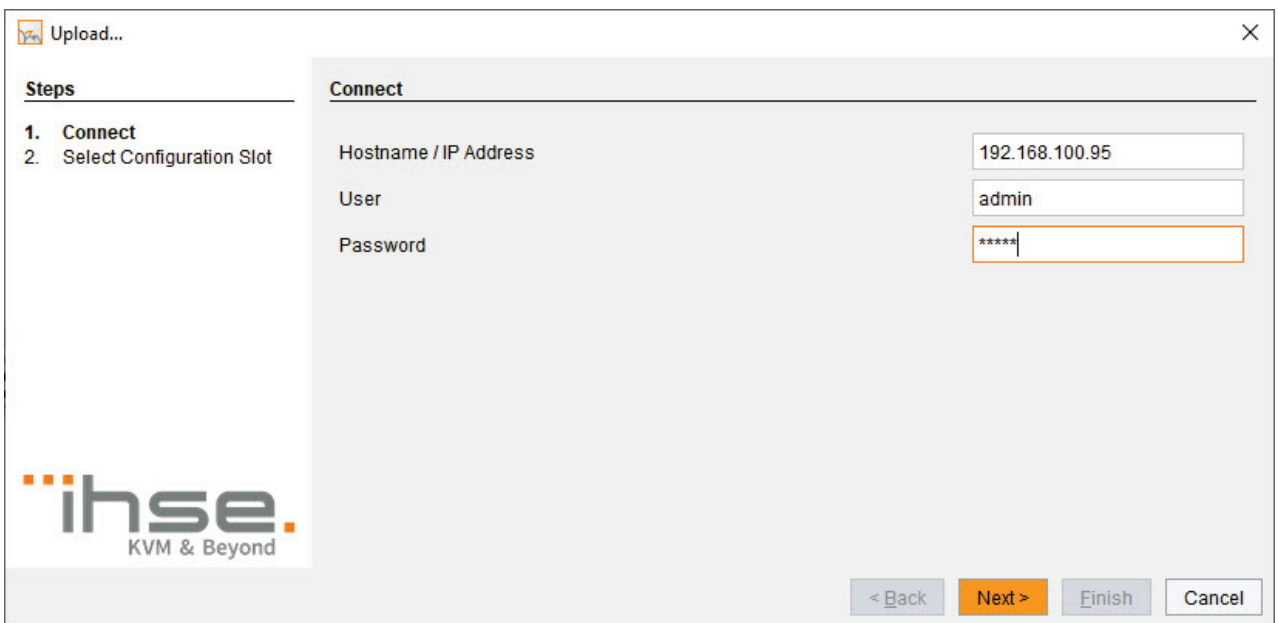 Upload...
Steps
1. Connect
2. Select Configuration Slot
Connect
Hostname / IP Address 192.168.100.95
User admin
Password *****
ihse.
KVM & Beyond
< Back Next > Finish Cancel